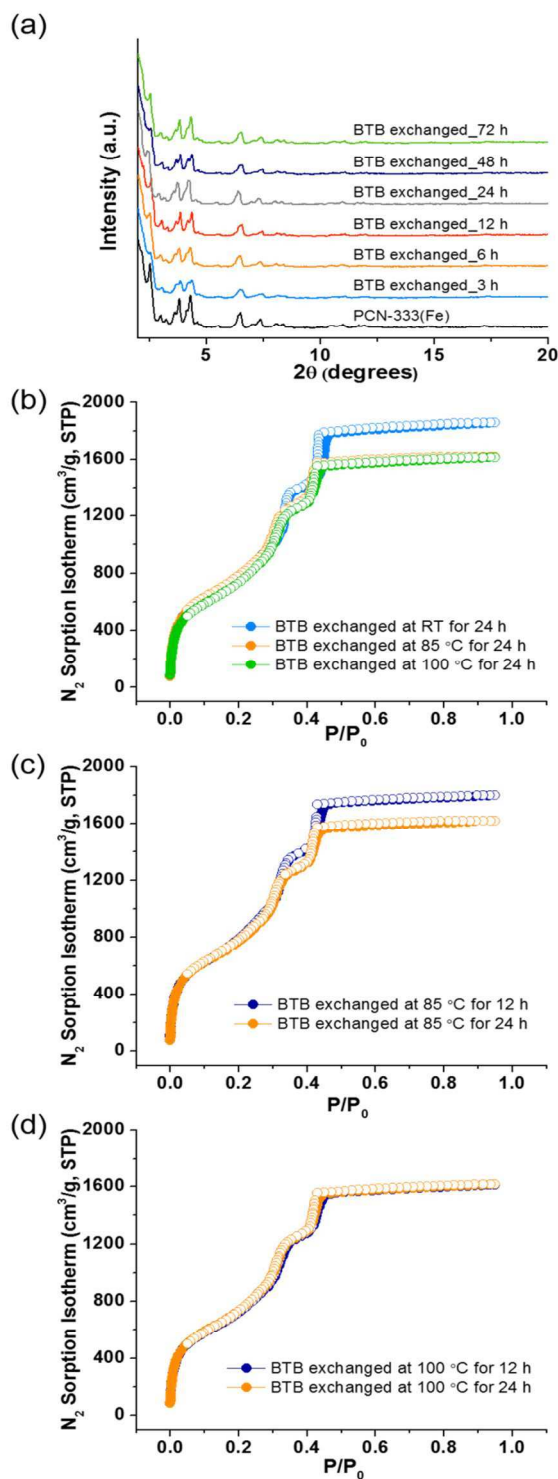 (a)
Intensity (a.u.)
BTB exchanged_72 h
BTB exchanged_48 h
BTB exchanged_24 h
BTB exchanged_12 h
BTB exchanged_6 h
BTB exchanged_3 h
PCN-333(Fe)
5 10 15 20
2θ (degrees)
(b)
N₂ Sorption Isotherm (cm³/g, STP)
2000
1600
1200
800
400
0
BTB exchanged at RT for 24 h
BTB exchanged at 85 °C for 24 h
BTB exchanged at 100 °C for 24 h
0.0 0.2 0.4 0.6 0.8 1.0
P/P₀
(c)
N₂ Sorption Isotherm (cm³/g, STP)
2000
1600
1200
800
400
0
BTB exchanged at 85 °C for 12 h
BTB exchanged at 85 °C for 24 h
0.0 0.2 0.4 0.6 0.8 1.0
P/P₀
(d)
N₂ Sorption Isotherm (cm³/g, STP)
2000
1600
1200
800
400
0
BTB exchanged at 100 °C for 12 h
BTB exchanged at 100 °C for 24 h
0.0 0.2 0.4 0.6 0.8 1.0
P/P₀